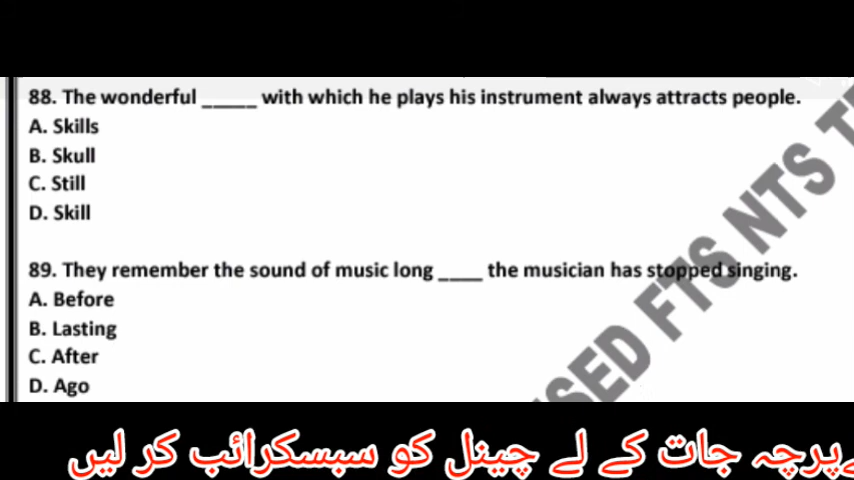 88. The wonderful _____ with which he plays his instrument always attracts people.
A. Skills
B. Skull
C. Still
D. Skill
89. They remember the sound of music long ____ the musician has stopped singing.
A. Before
B. Lasting
C. After
D. Ago
SED FTS NTS
پرچہ جات کے لے چینل کو سبسکرائب کر لیں